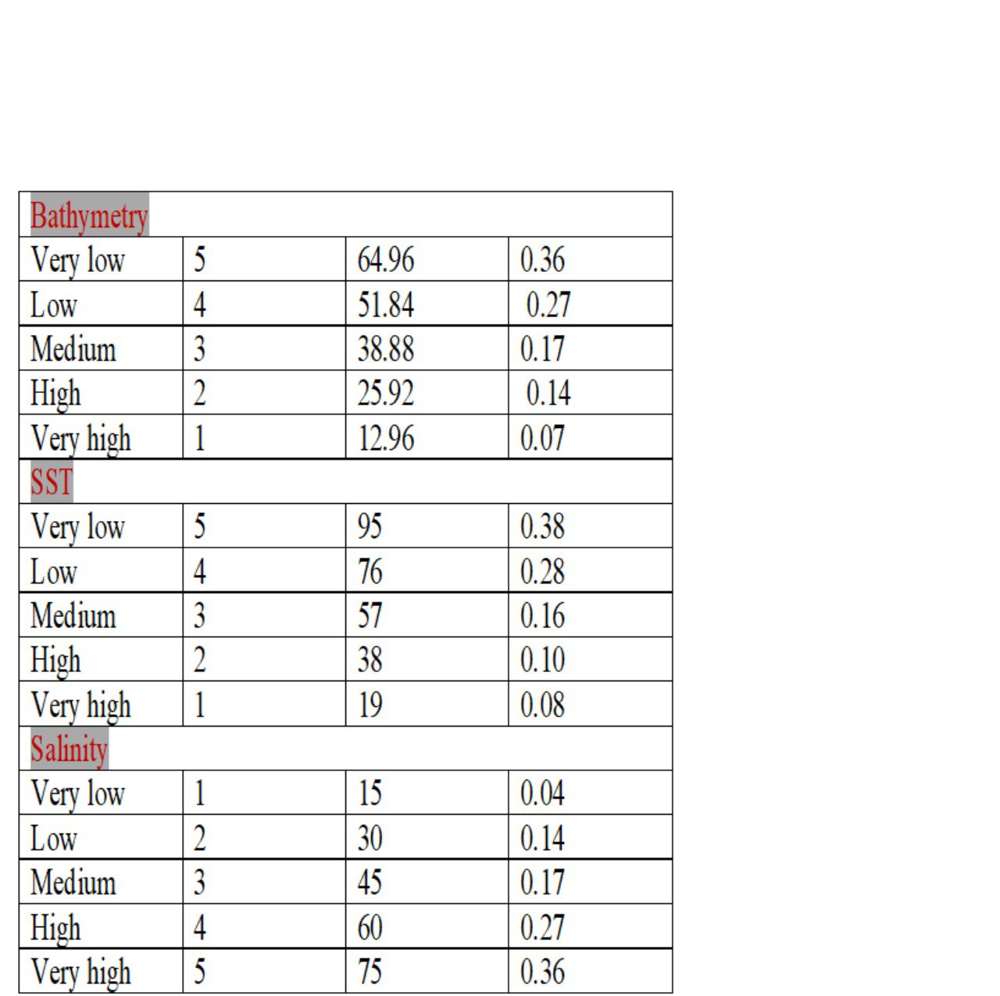 Bathymetry
Very low 5 64.96 0.36
Low 4 51.84 0.27
Medium 3 38.88 0.17
High 2 25.92 0.14
Very high 1 12.96 0.07
SST
Very low 5 95 0.38
Low 4 76 0.28
Medium 3 57 0.16
High 2 38 0.10
Very high 1 19 0.08
Salinity
Very low 1 15 0.04
Low 2 30 0.14
Medium 3 45 0.17
High 4 60 0.27
Very high 5 75 0.36